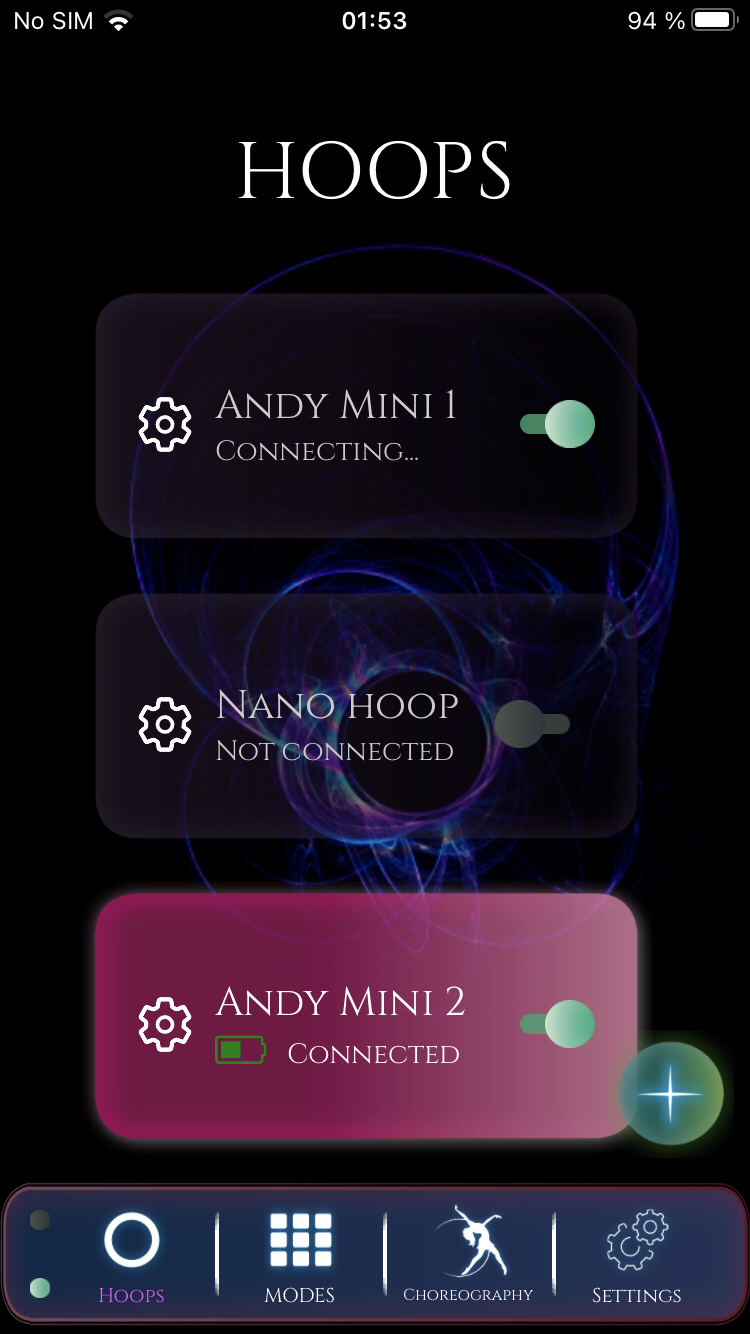 No SIM 01:53 94 %
HOOPS
Andy Mini 1
Connecting...
Nano hoop
Not connected
Andy Mini 2
Connected
Hoops MODES Choreography Settings